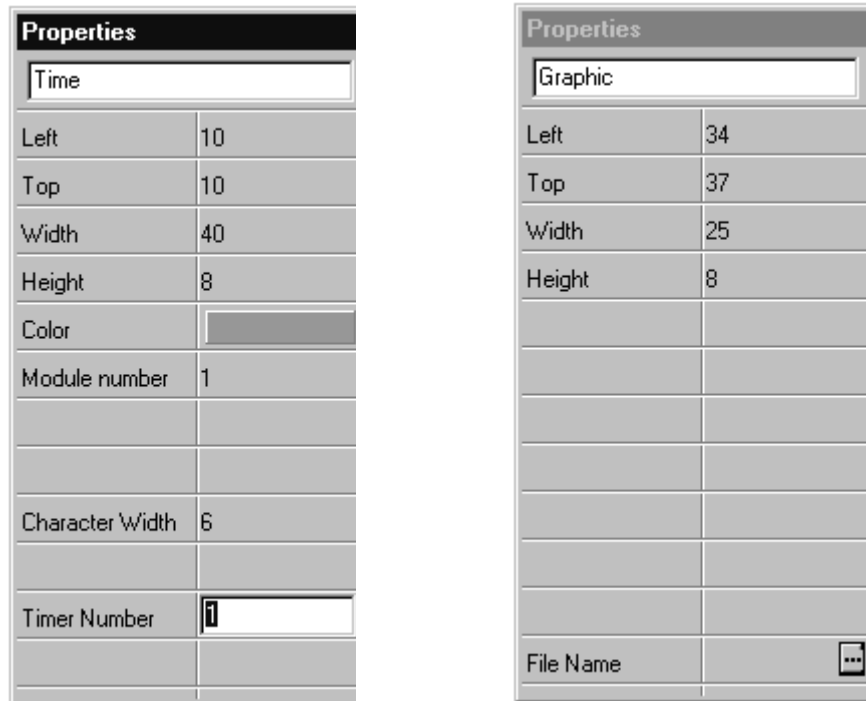 Properties
Time
Left 10
Top 10
Width 40
Height 8
Color
Module number 1
Character Width 6
Timer Number 1
Properties
Graphic
Left 34
Top 37
Width 25
Height 8
File Name ...